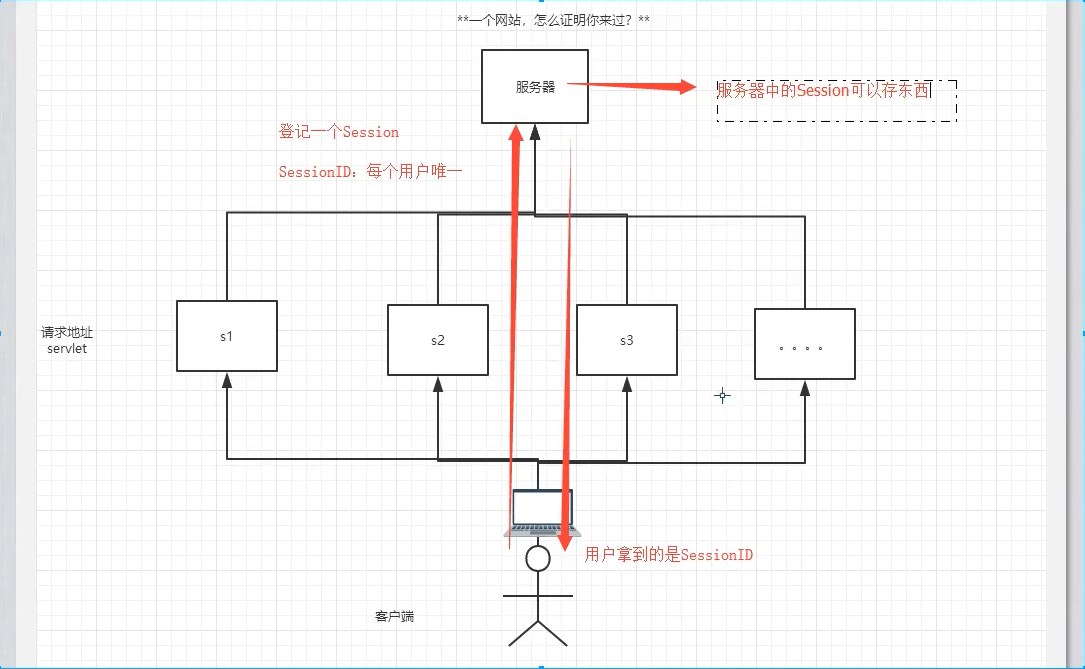 **一个网站，怎么证明你来过？**
服务器
服务器中的Session可以存东西
登记一个Session
SessionID：每个用户唯一
请求地址
servlet
s1
s2
s3
。。。。
用户拿到的是SessionID
客户端